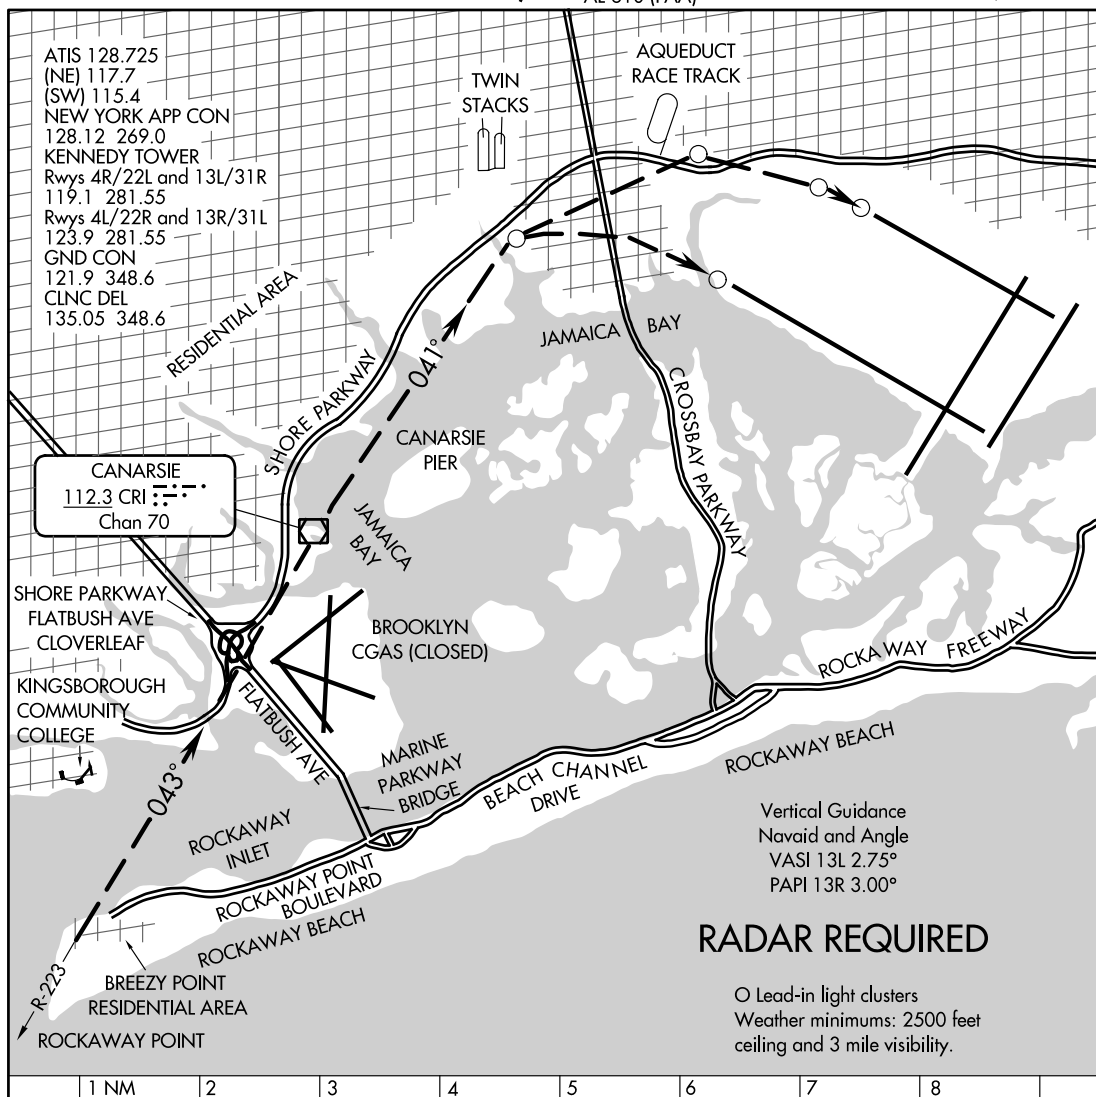 ATIS 128.725
(NE) 117.7
(SW) 115.4
NEW YORK APP CON
128.12 269.0
KENNEDY TOWER
Rwys 4R/22L and 13L/31R
119.1 281.55
Rwys 4L/22R and 13R/31L
123.9 281.55
GND CON
121.9 348.6
CLNC DEL
135.05 348.6
TWIN
STACKS
AQUEDUCT
RACE TRACK
RESIDENTIAL AREA
SHORE PARKWAY
041°
JAMAICA BAY
CROSSBAY PARKWAY
CANARSIE
PIER
CANARSIE
112.3 CRI
Chan 70
JAMAICA
BAY
SHORE PARKWAY
FLATBUSH AVE
CLOVERLEAF
BROOKLYN
CGAS (CLOSED)
KINGSBOROUGH
COMMUNITY
COLLEGE
FLATBUSH AVE
043°
MARINE
PARKWAY
BRIDGE
BEACH CHANNEL
DRIVE
ROCKAWAY FREEWAY
ROCKAWAY BEACH
ROCKAWAY
INLET
ROCKAWAY POINT
BOULEVARD
ROCKAWAY BEACH
Vertical Guidance
Navaid and Angle
VASI 13L 2.75°
PAPI 13R 3.00°
RADAR REQUIRED
R-223
BREEZY POINT
RESIDENTIAL AREA
ROCKAWAY POINT
O Lead-in light clusters
Weather minimums: 2500 feet
ceiling and 3 mile visibility.
1 NM 2 3 4 5 6 7 8